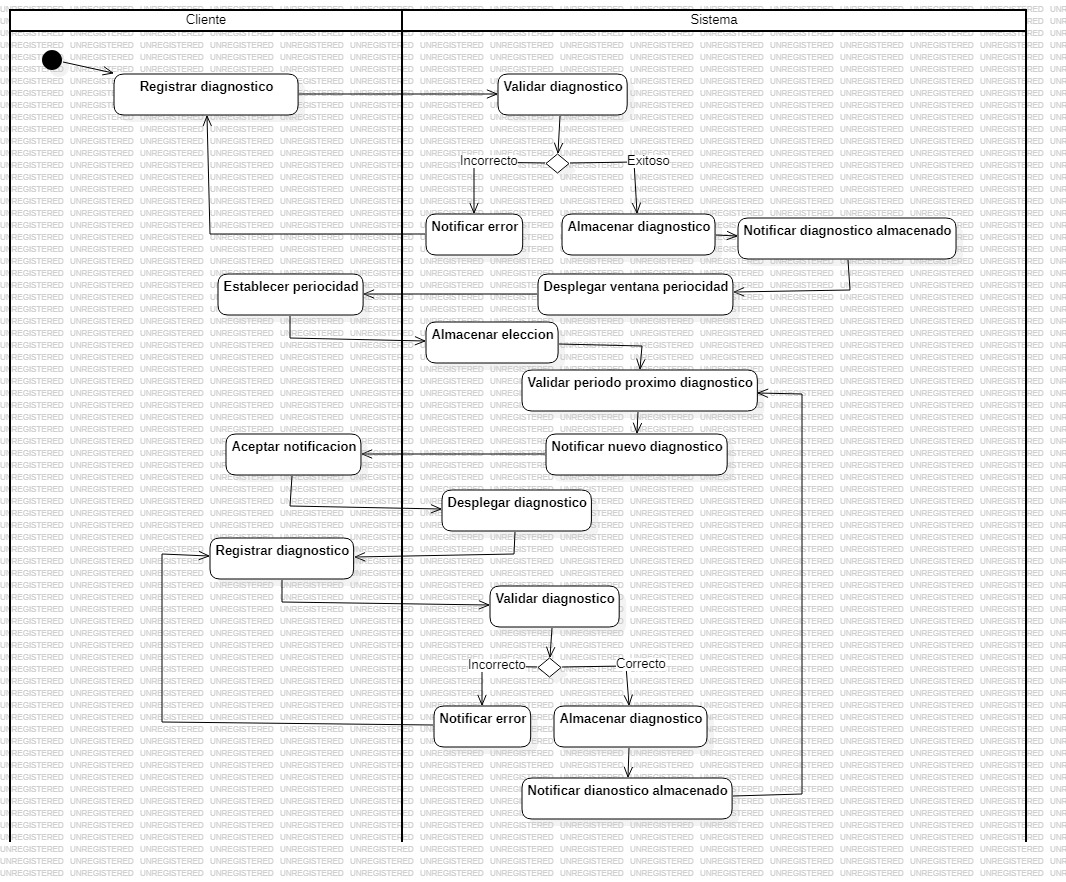 Cliente
Sistema
Registrar diagnostico
Validar diagnostico
Incorrecto
Exitoso
Notificar error
Almacenar diagnostico
Notificar diagnostico almacenado
Establecer periocidad
Desplegar ventana periocidad
Almacenar eleccion
Validar periodo proximo diagnostico
Aceptar notificacion
Notificar nuevo diagnostico
Desplegar diagnostico
Registrar diagnostico
Validar diagnostico
Incorrecto
Correcto
Notificar error
Almacenar diagnostico
Notificar dianostico almacenado
UNREGISTERED